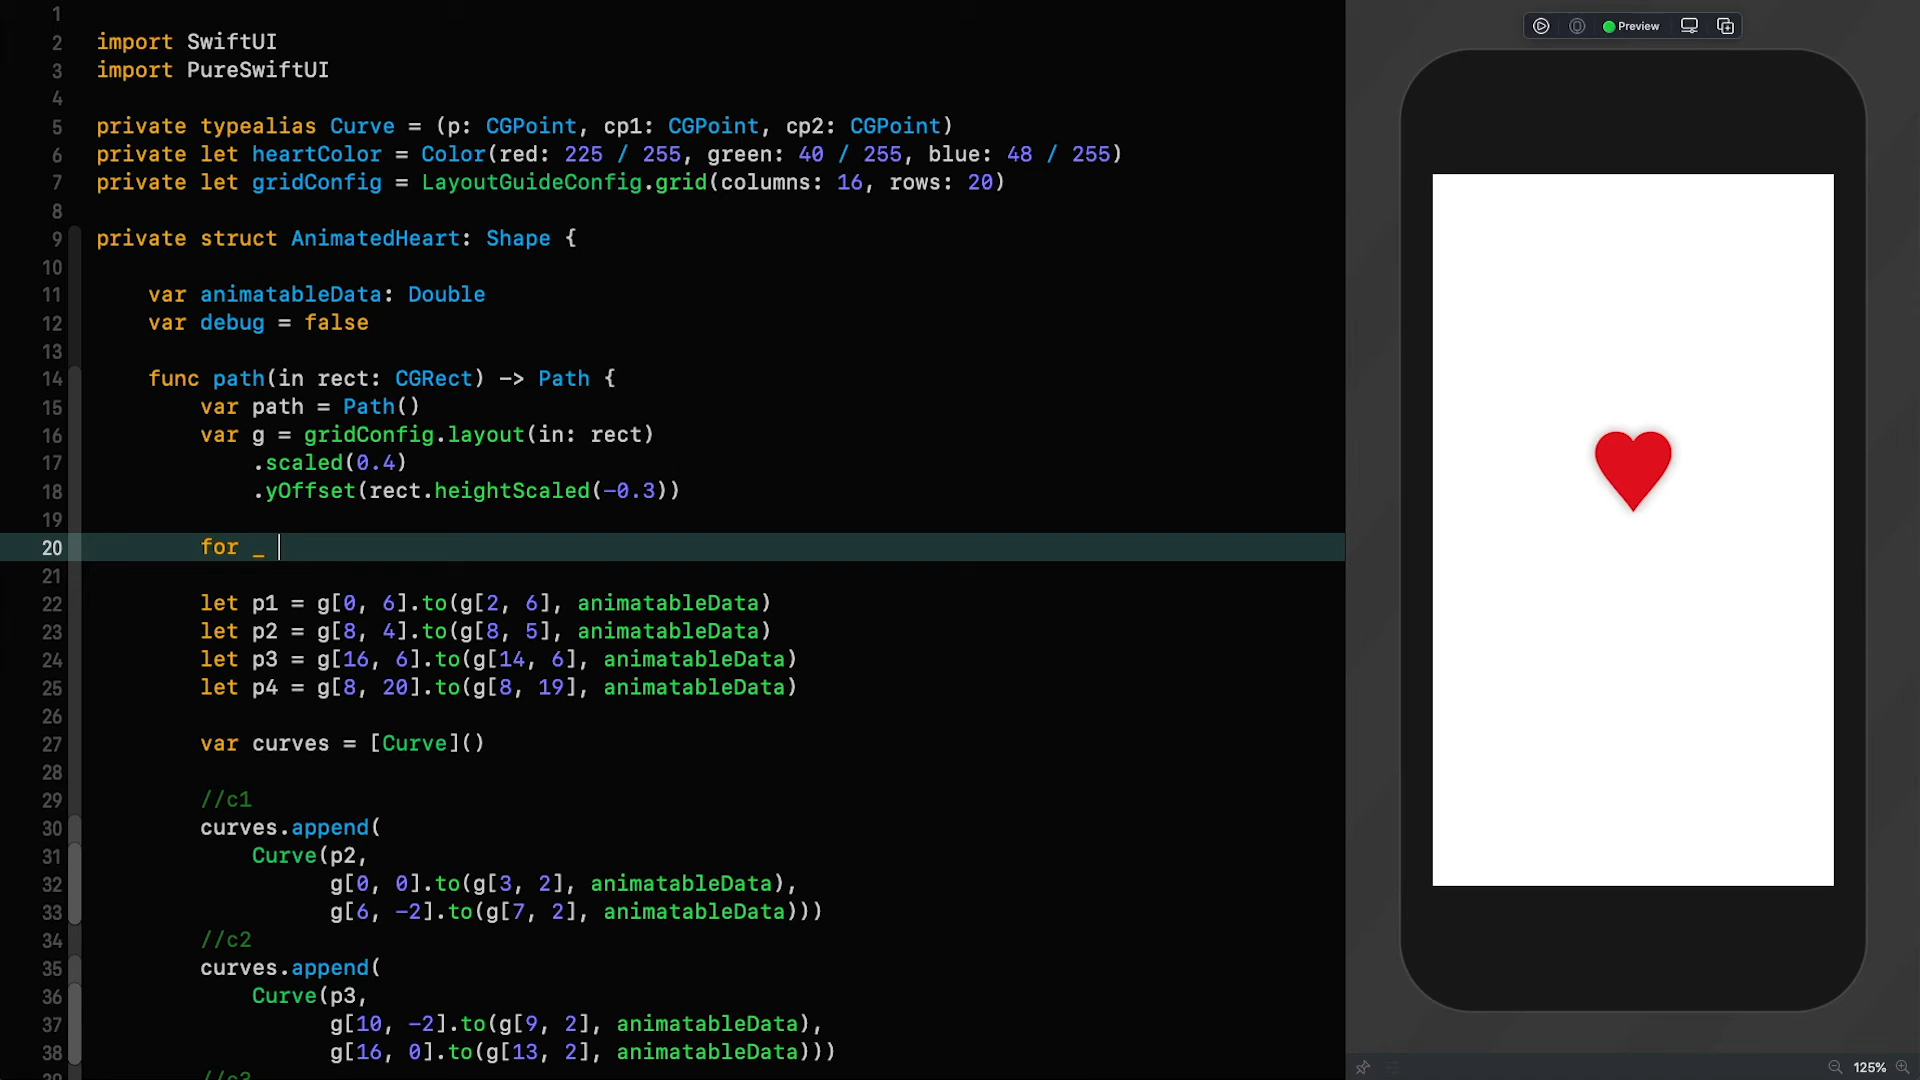 1
2 import SwiftUI
3 import PureSwiftUI
4
5 private typealias Curve = (p: CGPoint, cp1: CGPoint, cp2: CGPoint)
6 private let heartColor = Color(red: 225 / 255, green: 40 / 255, blue: 48 / 255)
7 private let gridConfig = LayoutGuideConfig.grid(columns: 16, rows: 20)
8
9 private struct AnimatedHeart: Shape {
10
11 var animatableData: Double
12 var debug = false
13
14 func path(in rect: CGRect) -> Path {
15 var path = Path()
16 var g = gridConfig.layout(in: rect)
17 .scaled(0.4)
18 .yOffset(rect.heightScaled(-0.3))
19
20 for _
21
22 let p1 = g[0, 6].to(g[2, 6], animatableData)
23 let p2 = g[8, 4].to(g[8, 5], animatableData)
24 let p3 = g[16, 6].to(g[14, 6], animatableData)
25 let p4 = g[8, 20].to(g[8, 19], animatableData)
26
27 var curves = [Curve]()
28
29 //c1
30 curves.append(
31 Curve(p2,
32 g[0, 0].to(g[3, 2], animatableData),
33 g[6, -2].to(g[7, 2], animatableData)))
34 //c2
35 curves.append(
36 Curve(p3,
37 g[10, -2].to(g[9, 2], animatableData),
38 g[16, 0].to(g[13, 2], animatableData)))
39 //c3
Preview
125%